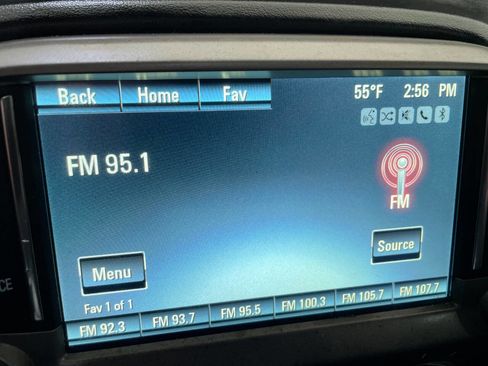 Back Home Fav 55°F 2:56 PM
FM 95.1
FM
Menu Source
Fav 1 of 1
FM 92.3 FM 93.7 FM 95.5 FM 100.3 FM 105.7 FM 107.7